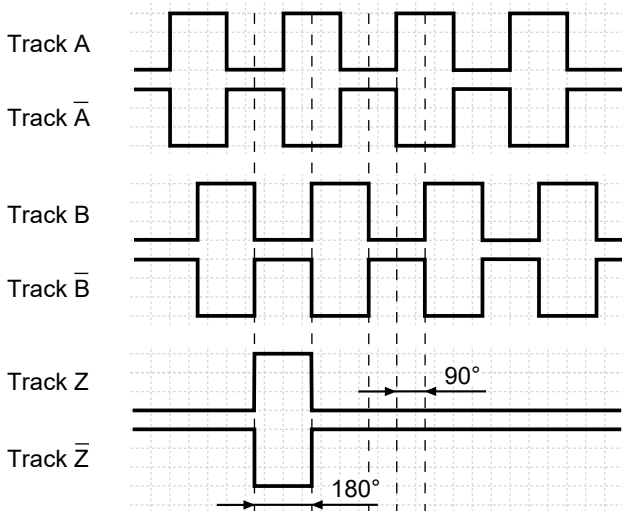 Track A
Track A̅
Track B
Track B̅
Track Z
90°
Track Z̅
180°